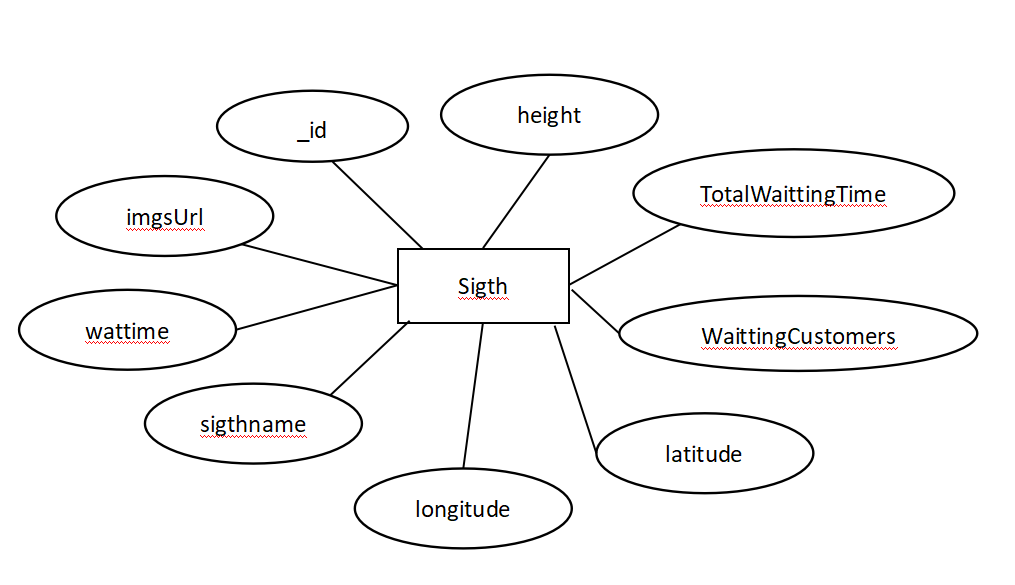 height
_id
TotalWaittingTime
imgsUrl
Sigth
wattime
WaittingCustomers
sigthname
latitude
longitude